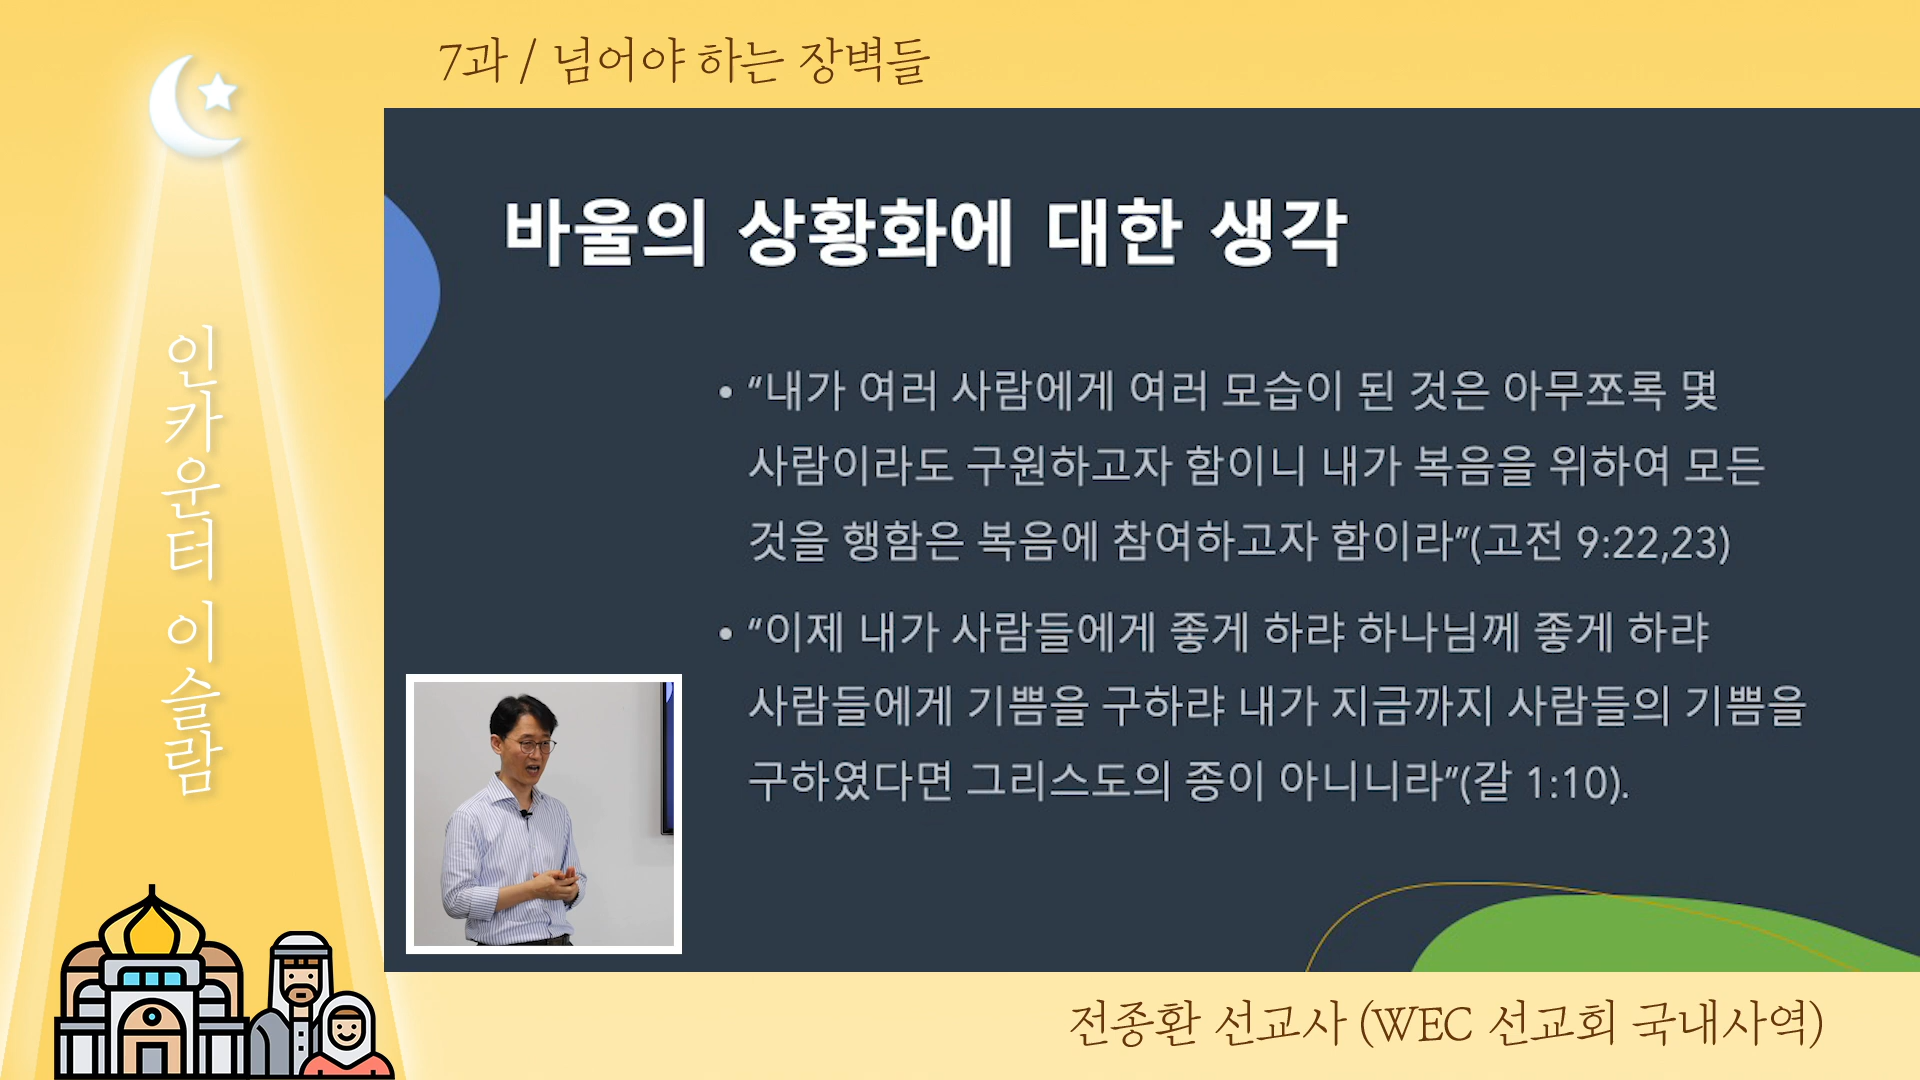 7과 / 넘어야 하는 장벽들
인카운터 이슬람
바울의 상황화에 대한 생각
• “내가 여러 사람에게 여러 모습이 된 것은 아무쪼록 몇
사람이라도 구원하고자 함이니 내가 복음을 위하여 모든
것을 행함은 복음에 참여하고자 함이라”(고전 9:22,23)
• “이제 내가 사람들에게 좋게 하랴 하나님께 좋게 하랴
사람들에게 기쁨을 구하랴 내가 지금까지 사람들의 기쁨을
구하였다면 그리스도의 종이 아니니라”(갈 1:10).
전종환 선교사 (WEC 선교회 국내사역)